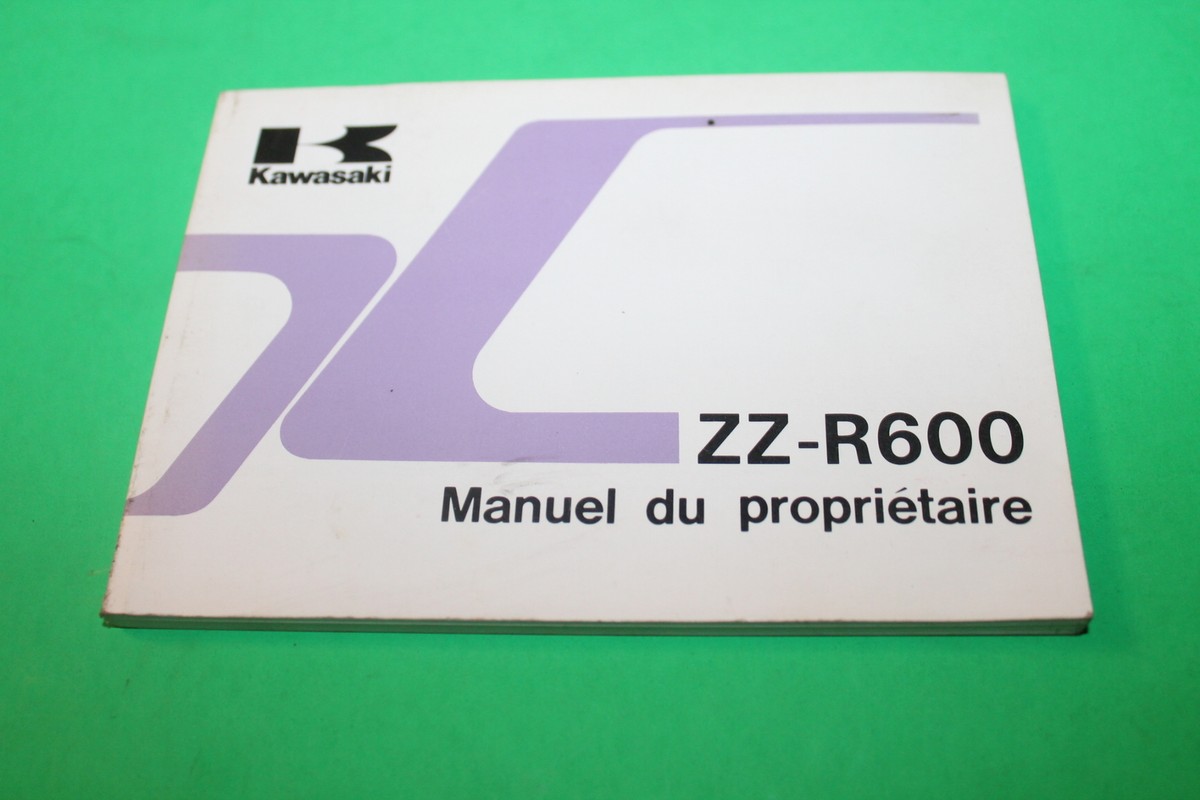 Kawasaki
ZZ-R600
Manuel du propriétaire